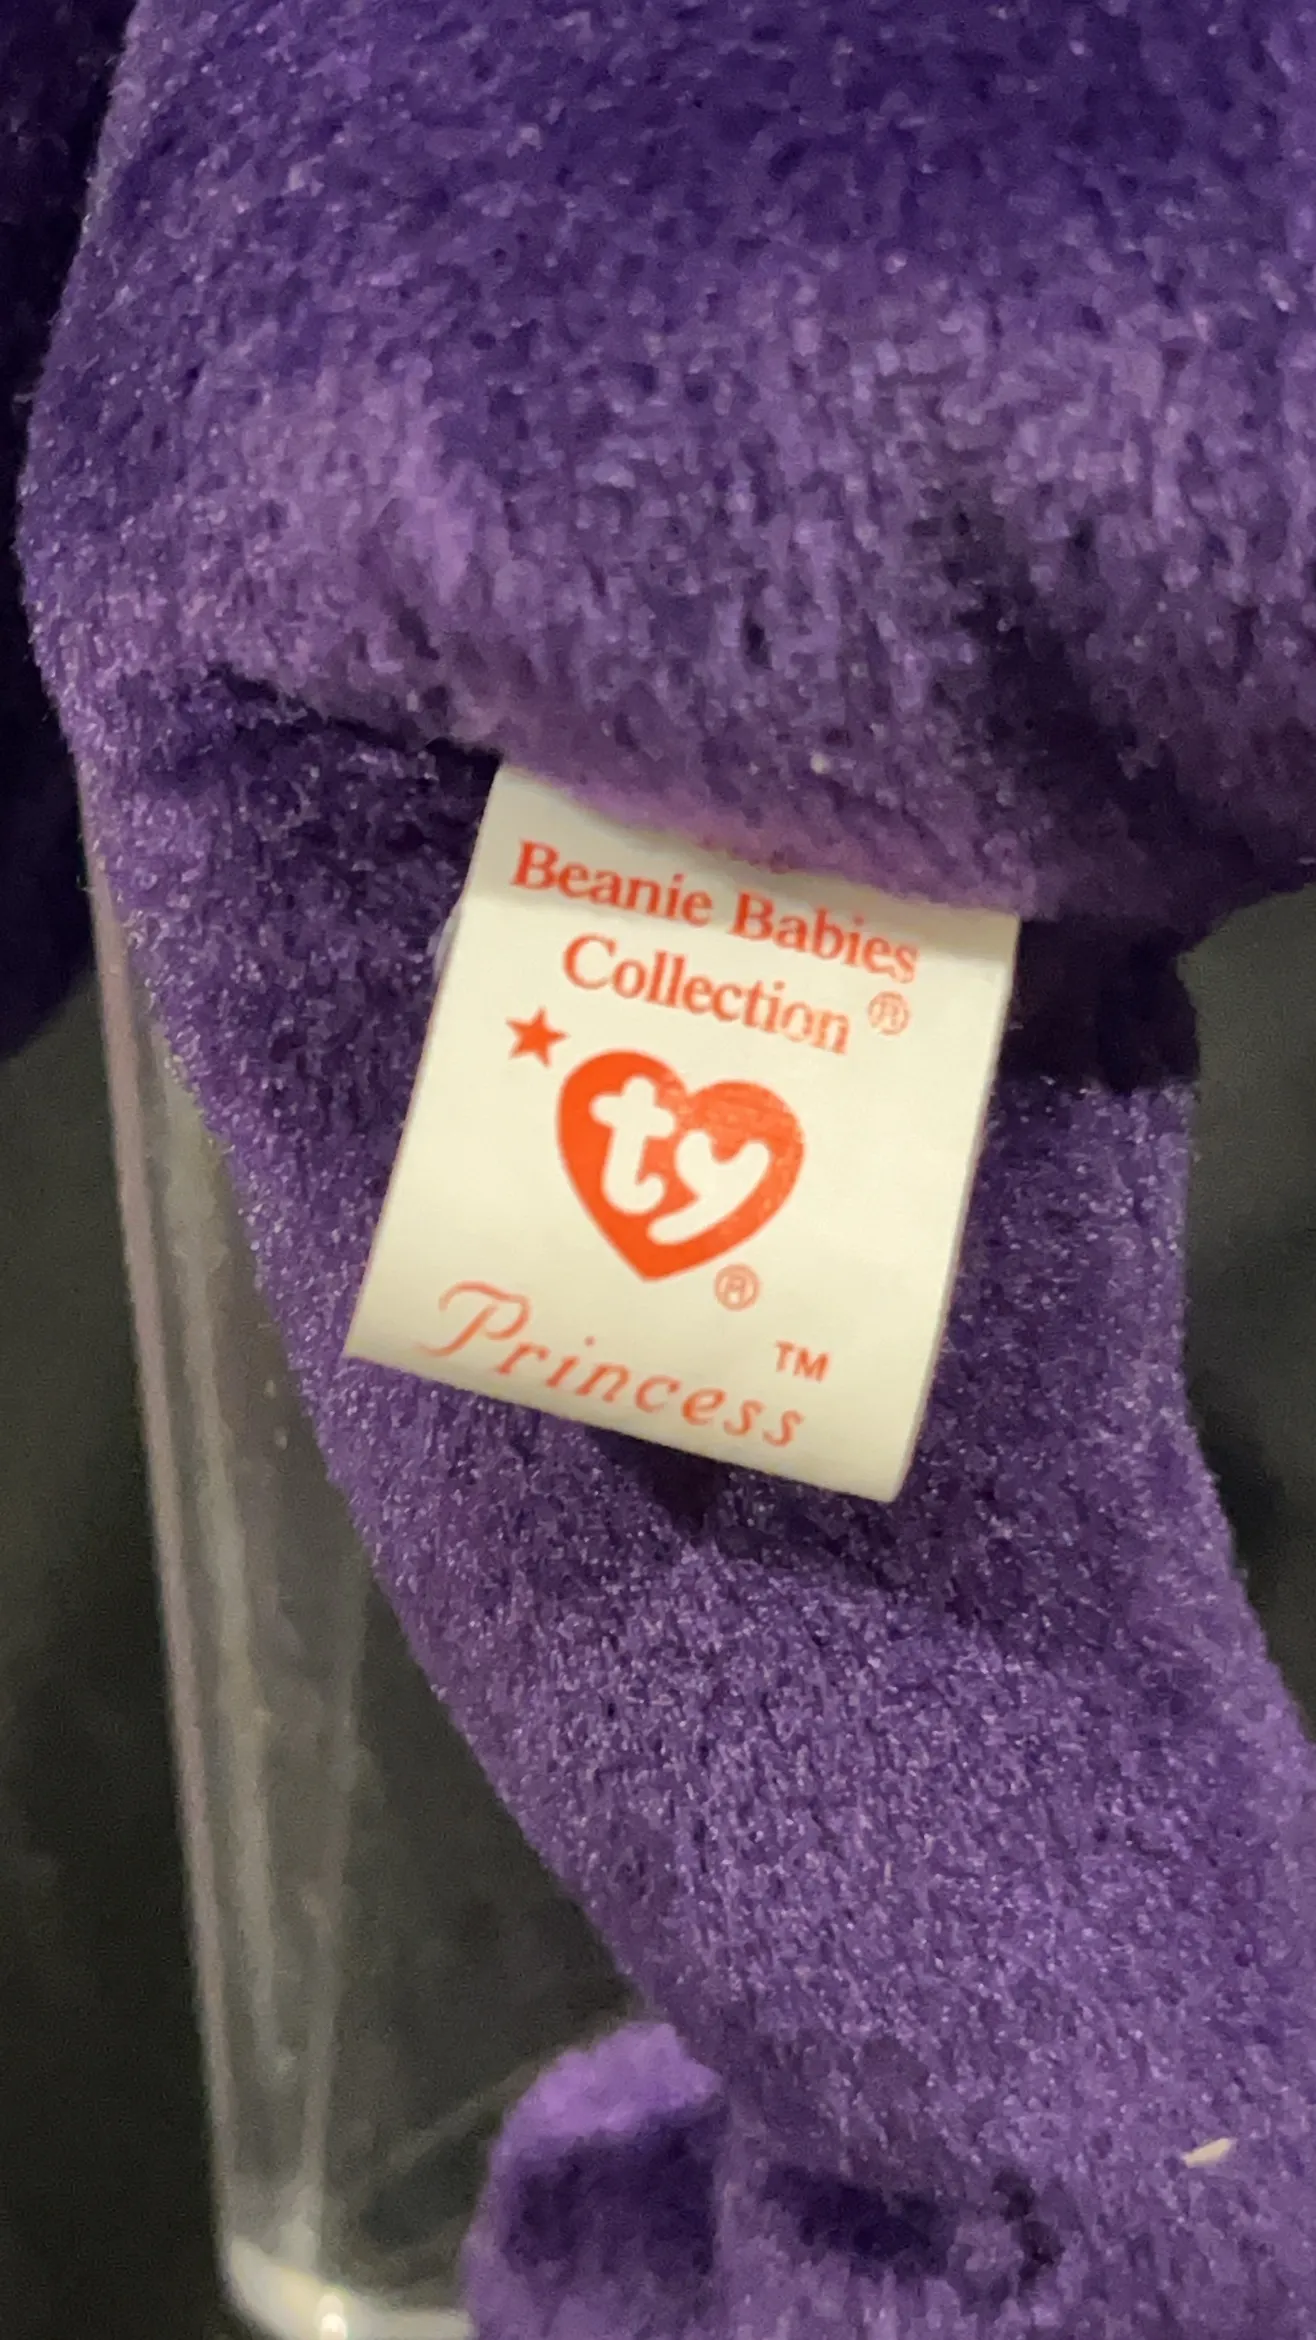 Beanie Babies
Collection ®
ty ®
Princess ™